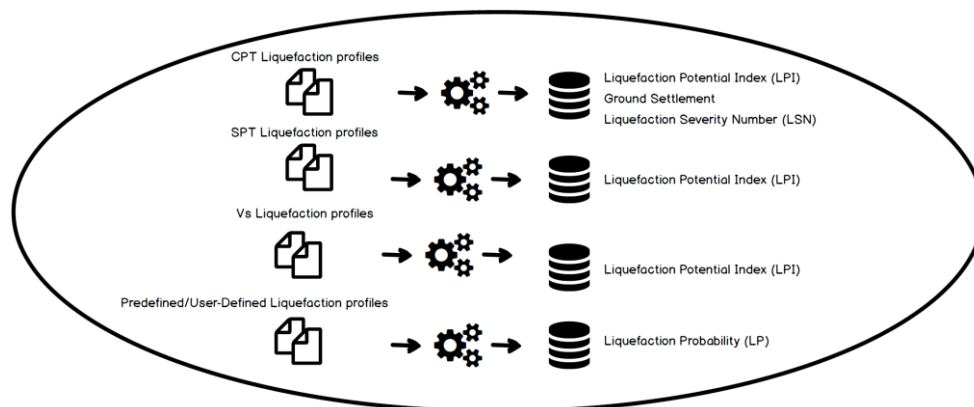 CPT Liquefaction profiles
Liquefaction Potential Index (LPI)
Ground Settlement
Liquefaction Severity Number (LSN)
SPT Liquefaction profiles
Liquefaction Potential Index (LPI)
Vs Liquefaction profiles
Liquefaction Potential Index (LPI)
Predefined/User-Defined Liquefaction profiles
Liquefaction Probability (LP)